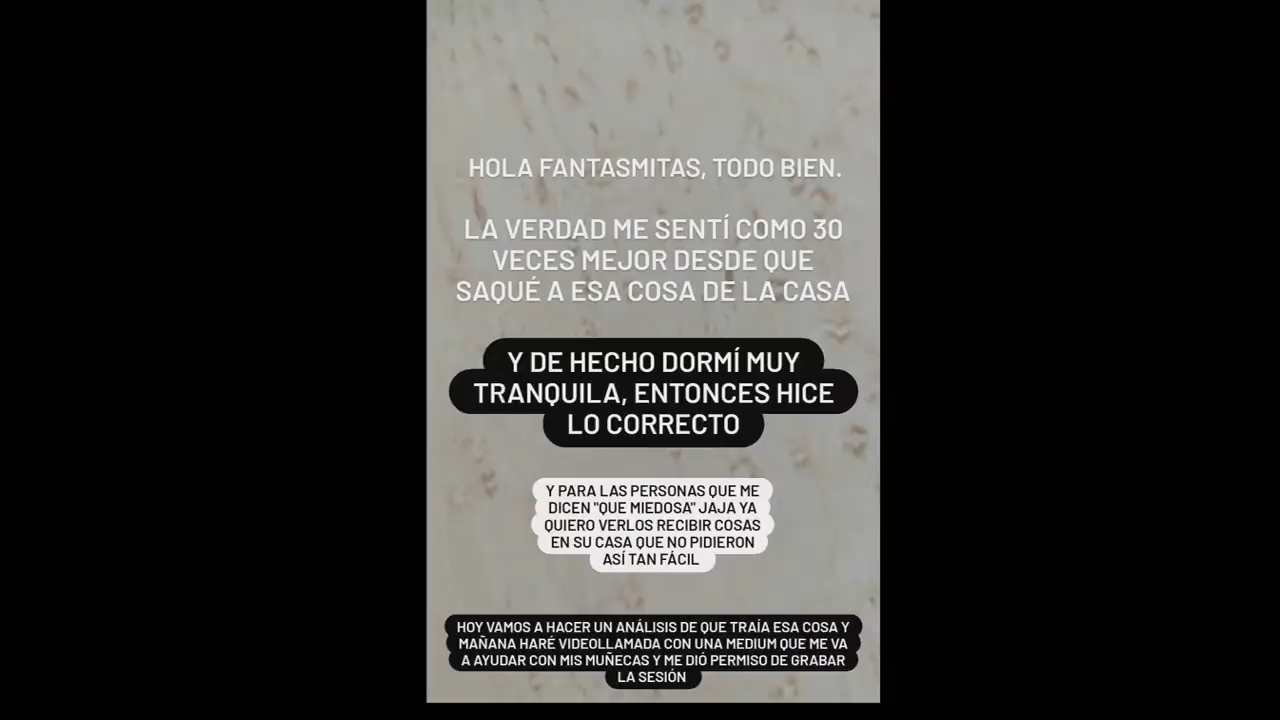 HOLA FANTASMITAS, TODO BIEN.
LA VERDAD ME SENTÍ COMO 30
VECES MEJOR DESDE QUE
SAQUÉ A ESA COSA DE LA CASA
Y DE HECHO DORMÍ MUY
TRANQUILA, ENTONCES HICE
LO CORRECTO
Y PARA LAS PERSONAS QUE ME
DICEN "QUE MIEDOSA" JAJA YA
QUIERO VERLOS RECIBIR COSAS
EN SU CASA QUE NO PIDIERON
ASÍ TAN FÁCIL
HOY VAMOS A HACER UN ANÁLISIS DE QUE TRAÍA ESA COSA Y
MAÑANA HARÉ VIDEOLLAMADA CON UNA MEDIUM QUE ME VA
A AYUDAR CON MIS MUÑECAS Y ME DIÓ PERMISO DE GRABAR
LA SESIÓN